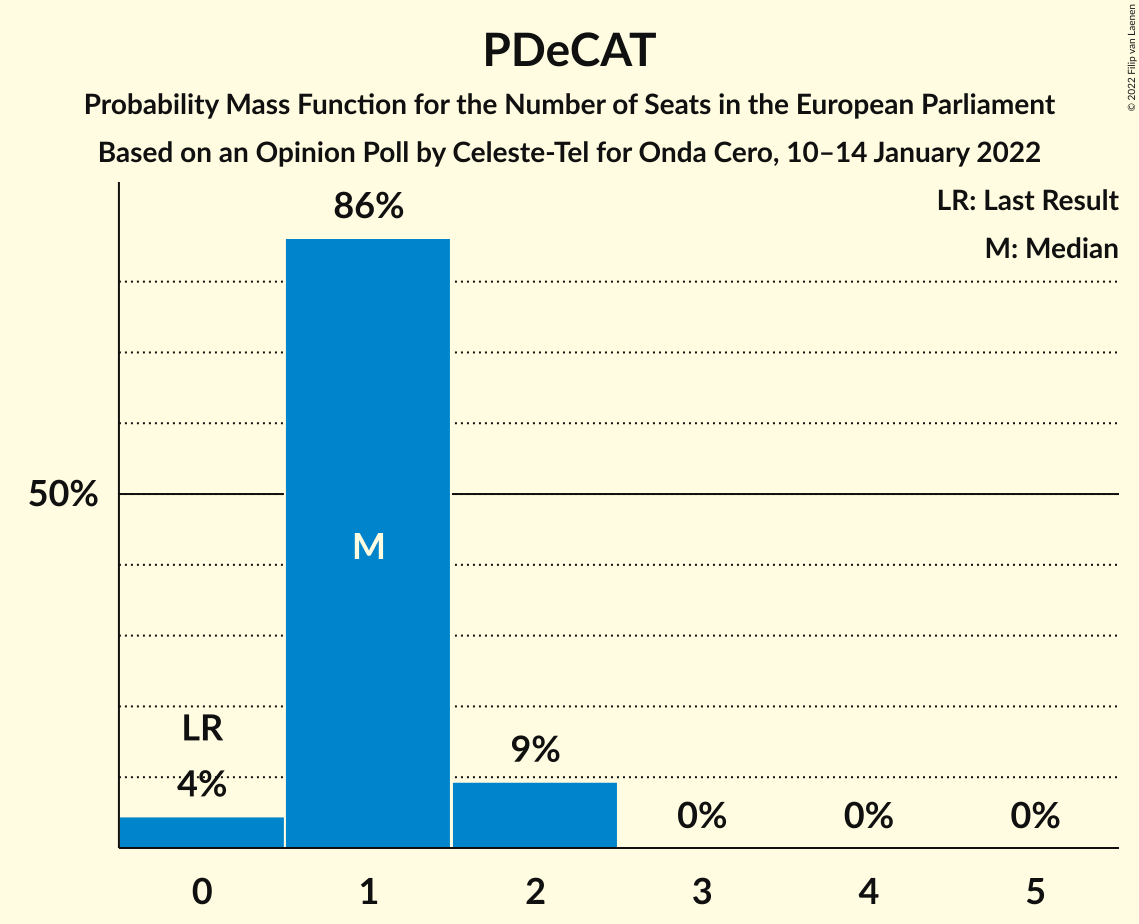 PDeCAT
Probability Mass Function for the Number of Seats in the European Parliament
Based on an Opinion Poll by Celeste-Tel for Onda Cero, 10–14 January 2022
© 2022 Filip van Laenen
LR: Last Result
M: Median
86%
50%
M
LR
4%
9%
0%
0%
0%
0
1
2
3
4
5